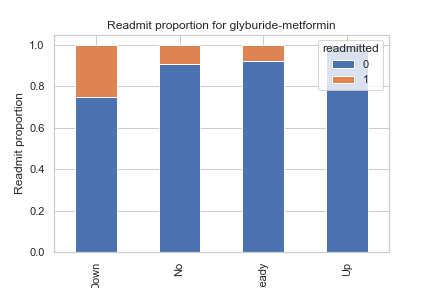 Readmit proportion for glyburide-metformin
1.0
0.8
0.6
0.4
0.2
0.0
Readmit proportion
readmitted
0
1
Down
No
eady
Up